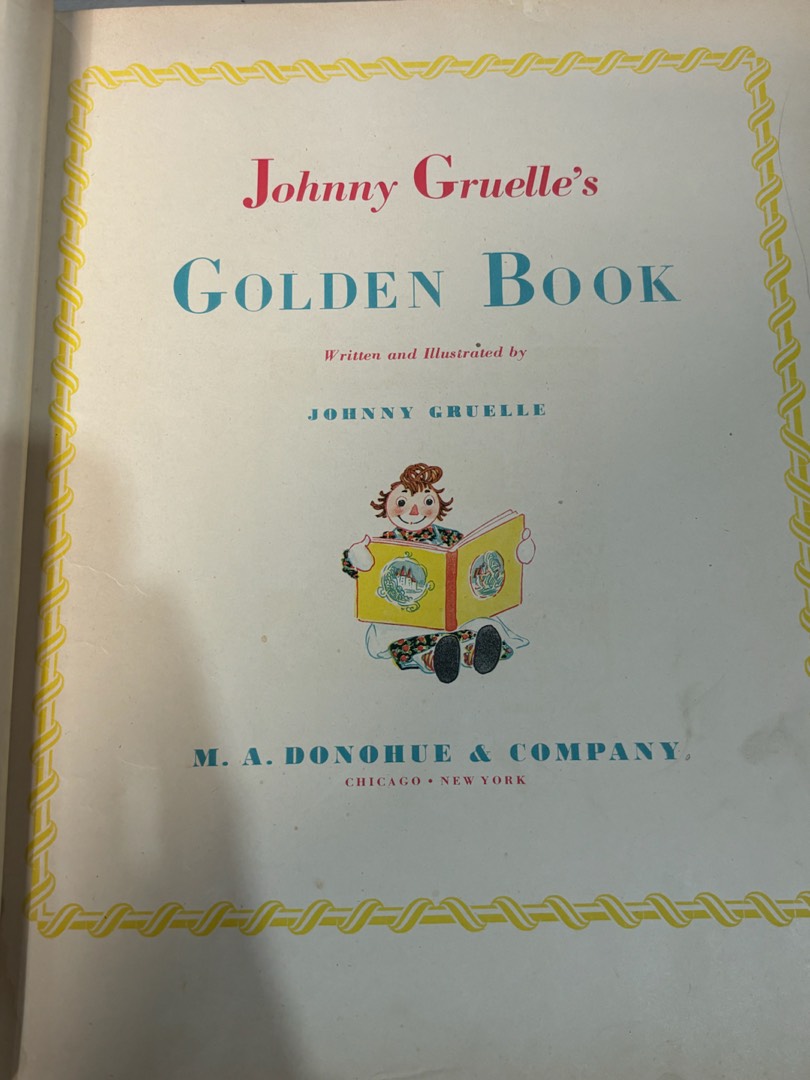 Johnny Gruelle's
GOLDEN BOOK
Written and Illustrated by
JOHNNY GRUELLE
M. A. DONOHUE & COMPANY
CHICAGO • NEW YORK